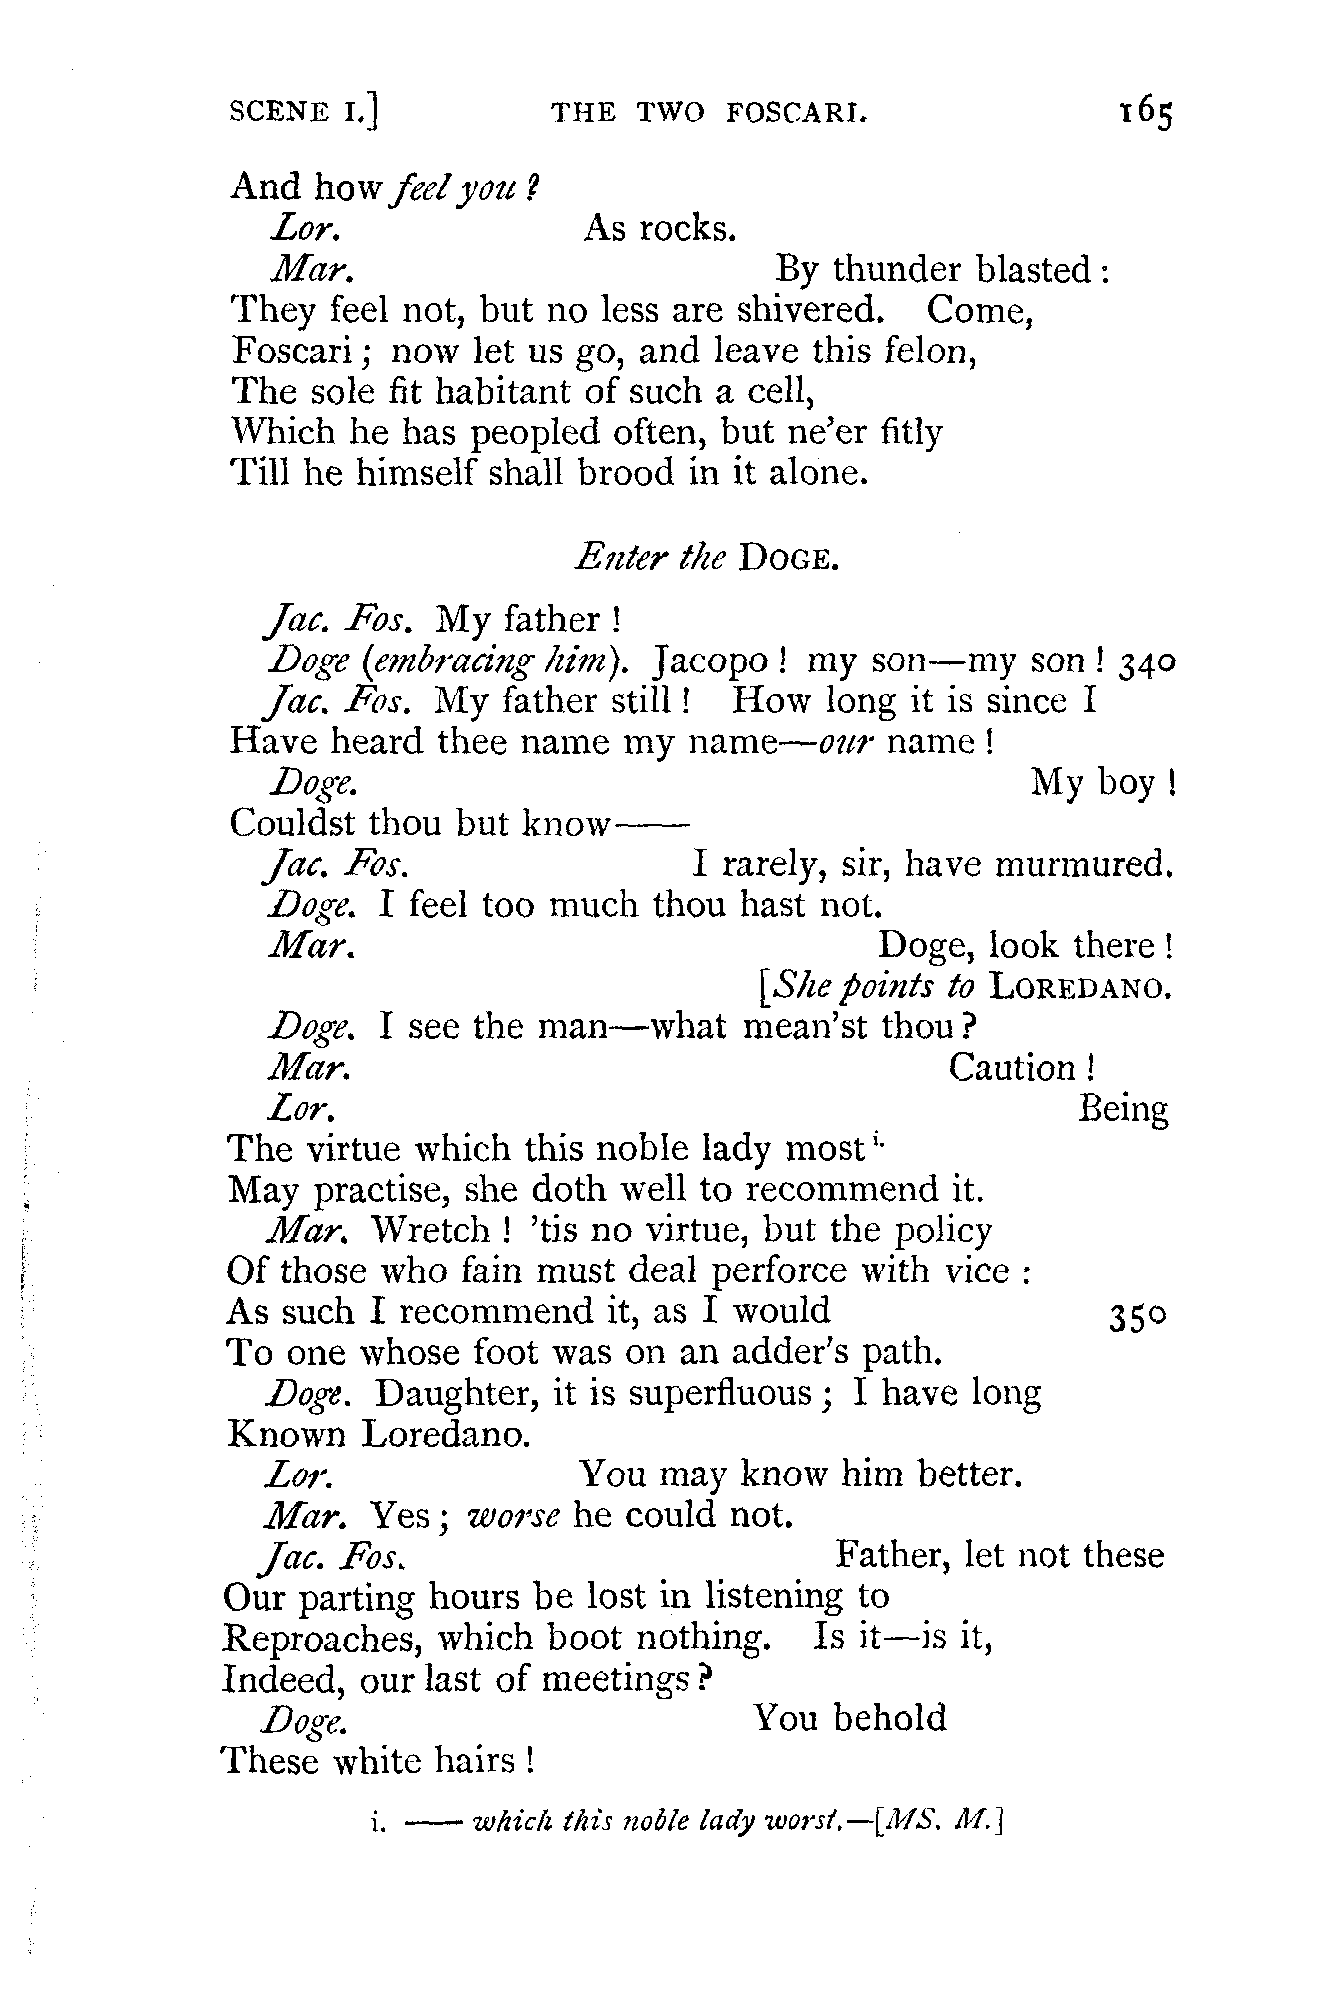 SCENE I.] THE TWO FOSCARI. 165
And how feel you?
Lor. As rocks.
Mar. By thunder blasted:
They feel not, but no less are shivered. Come,
Foscari; now let us go, and leave this felon,
The sole fit habitant of such a cell,
Which he has peopled often, but ne'er fitly
Till he himself shall brood in it alone.
Enter the DOGE.
Jac. Fos. My father!
Doge (embracing him). Jacopo! my son—my son! 340
Jac. Fos. My father still! How long it is since I
Have heard thee name my name—our name!
Doge. My boy!
Couldst thou but know——
Jac. Fos. I rarely, sir, have murmured.
Doge. I feel too much thou hast not.
Mar. Doge, look there!
[She points to LOREDANO.
Doge. I see the man—what mean'st thou?
Mar. Caution!
Lor. Being
The virtue which this noble lady most i.
May practise, she doth well to recommend it.
Mar. Wretch! 'tis no virtue, but the policy
Of those who fain must deal perforce with vice:
As such I recommend it, as I would 350
To one whose foot was on an adder's path.
Doge. Daughter, it is superfluous; I have long
Known Loredano.
Lor. You may know him better.
Mar. Yes; worse he could not.
Jac. Fos. Father, let not these
Our parting hours be lost in listening to
Reproaches, which boot nothing. Is it—is it,
Indeed, our last of meetings?
Doge. You behold
These white hairs!
i. —— which this noble lady worst.—[MS. M.]